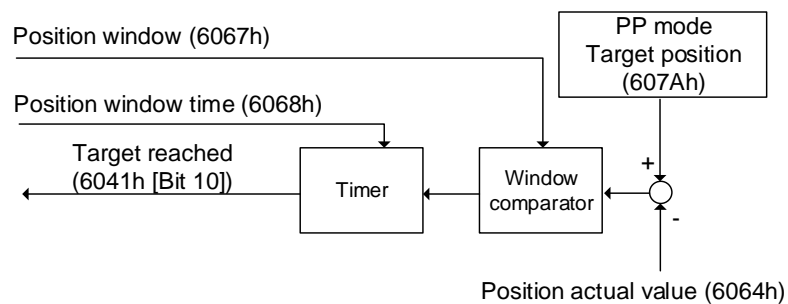 Position window (6067h)
PP mode
Target position
(607Ah)
Position window time (6068h)
Target reached
(6041h [Bit 10])
Timer
Window
comparator
+
-
Position actual value (6064h)